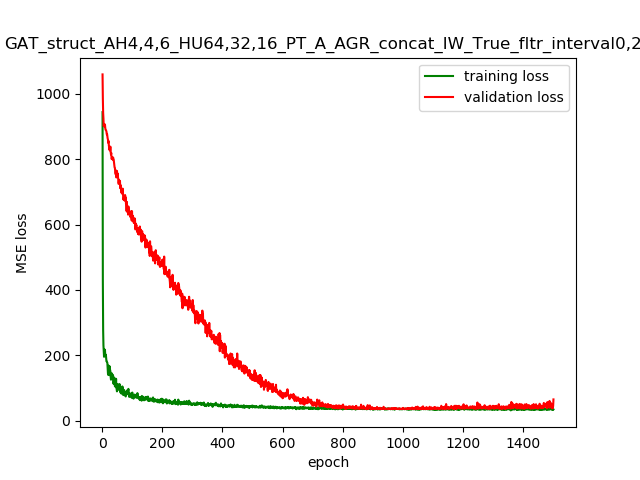 GAT_struct_AH4,4,6_HU64,32,16_PT_A_AGR_concat_IW_True_fltr_interval0,2
training loss
validation loss
MSE loss
1000
800
600
400
200
0
0 200 400 600 800 1000 1200 1400
epoch